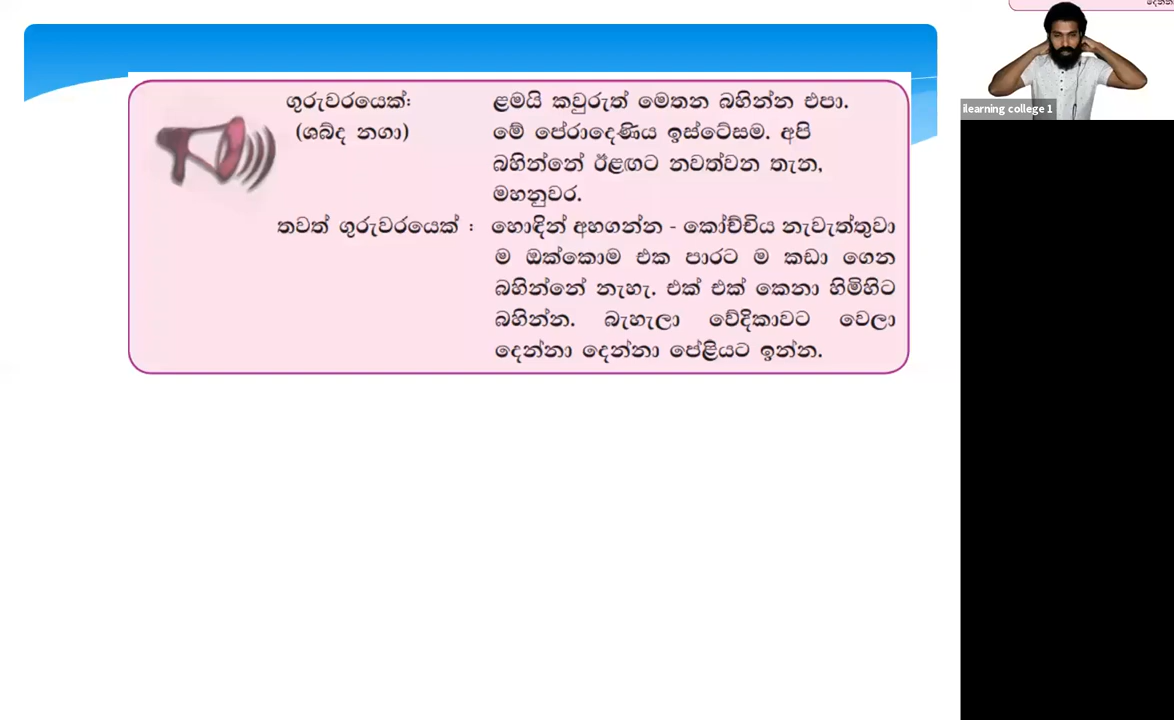 ගුරුවරයෙක්: ළමයි කවුරුත් මෙතන බහින්න එපා.
(ශබ්ද නගා) මේ පේරාදෙණිය ඉස්ටේසම. අපි
බහින්නේ ඊළඟට නවත්වන තැන,
මහනුවර.
තවත් ගුරුවරයෙක් : හොඳින් අහගන්න - කෝච්චිය නැවැත්තුවා
ම ඔක්කොම එක පාරට ම කඩා ගෙන
බහින්නේ නැහැ. එක් එක් කෙනා හිමිහිට
බහින්න. බැහැලා වේදිකාවට වෙලා
දෙන්නා දෙන්නා පේළියට ඉන්න.
ilearning college 1